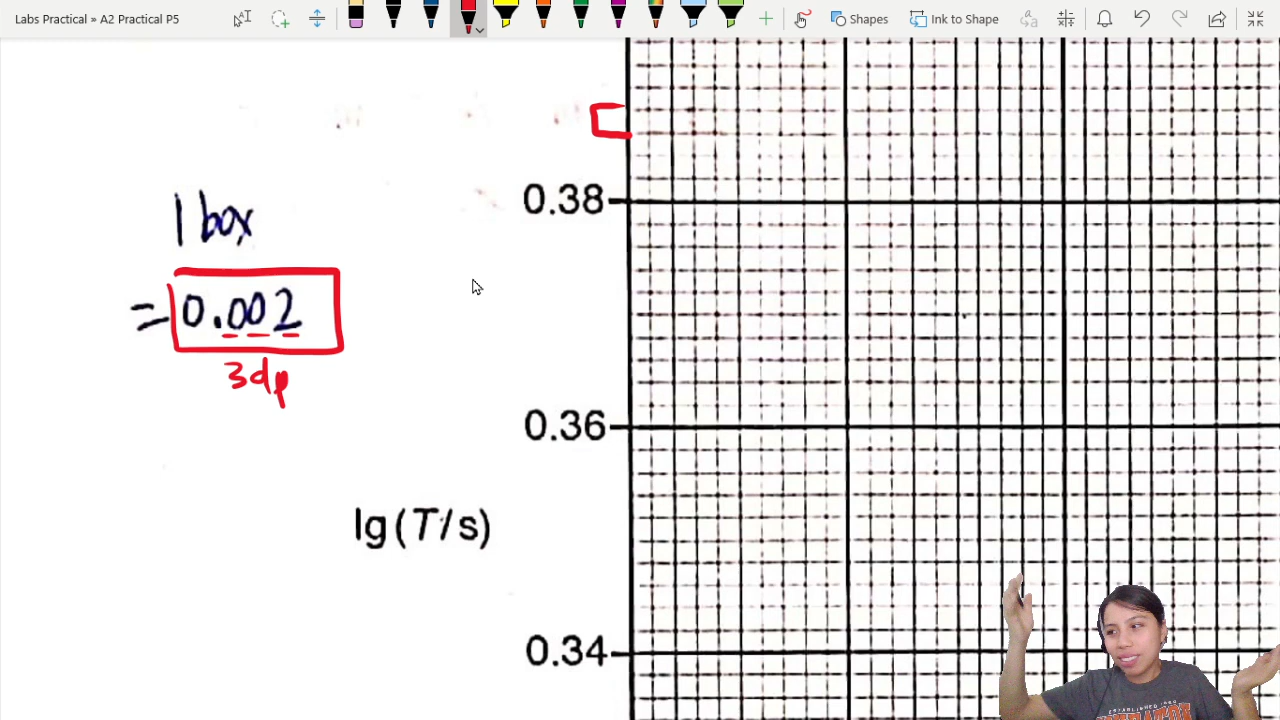 Labs Practical » A2 Practical P5
Shapes
Ink to Shape
0.38
1 box
= 0.002
3dp
0.36
lg (T/s)
0.34
ESTABLISHED